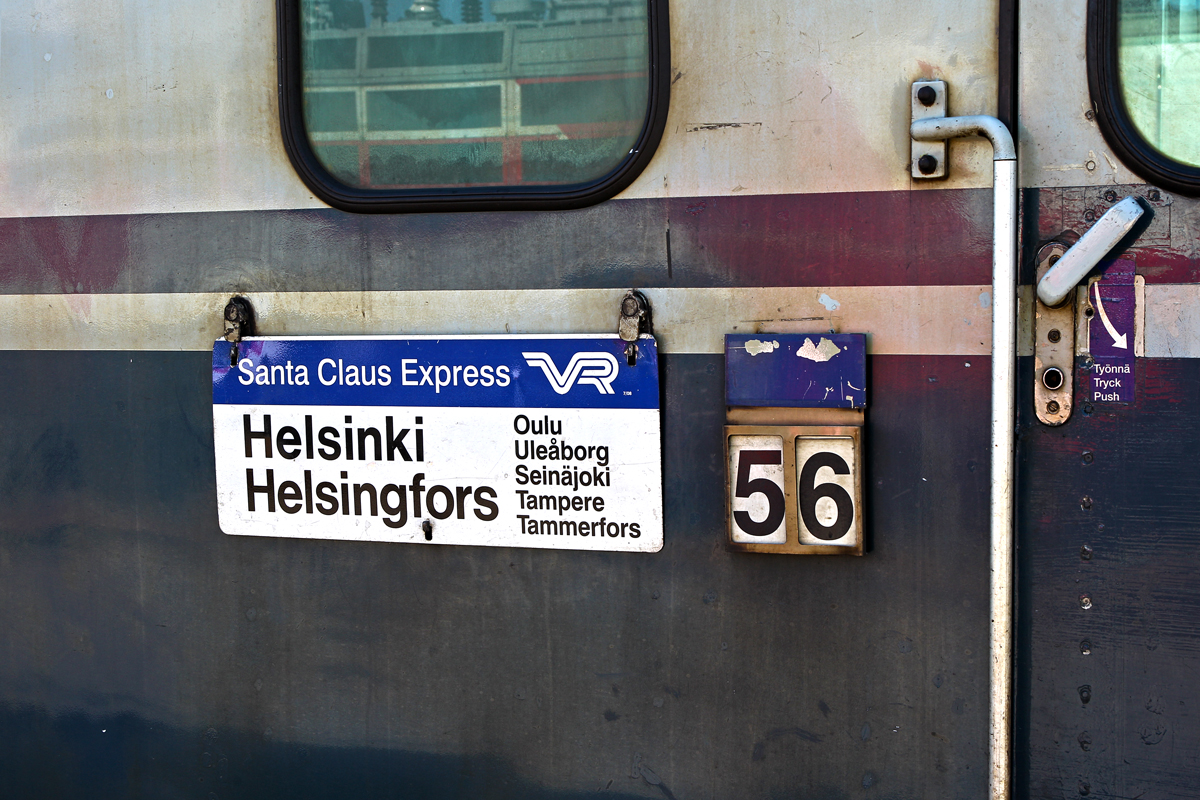 Santa Claus Express VR
Helsinki
Helsingfors
Oulu
Uleåborg
Seinäjoki
Tampere
Tammerfors
56
Työnnä
Tryck
Push